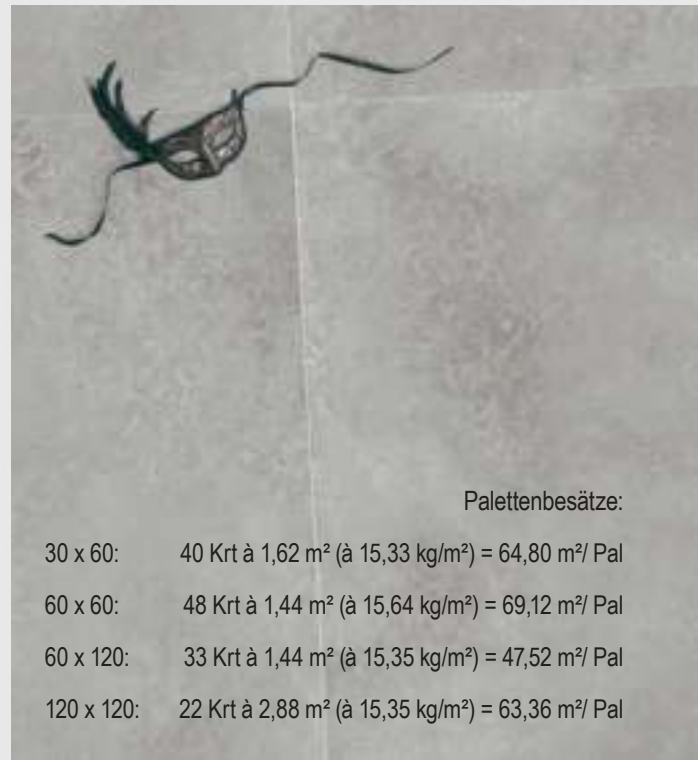 Palettenbesätze:
30 x 60: 40 Krt à 1,62 m² (à 15,33 kg/m²) = 64,80 m²/ Pal
60 x 60: 48 Krt à 1,44 m² (à 15,64 kg/m²) = 69,12 m²/ Pal
60 x 120: 33 Krt à 1,44 m² (à 15,35 kg/m²) = 47,52 m²/ Pal
120 x 120: 22 Krt à 2,88 m² (à 15,35 kg/m²) = 63,36 m²/ Pal